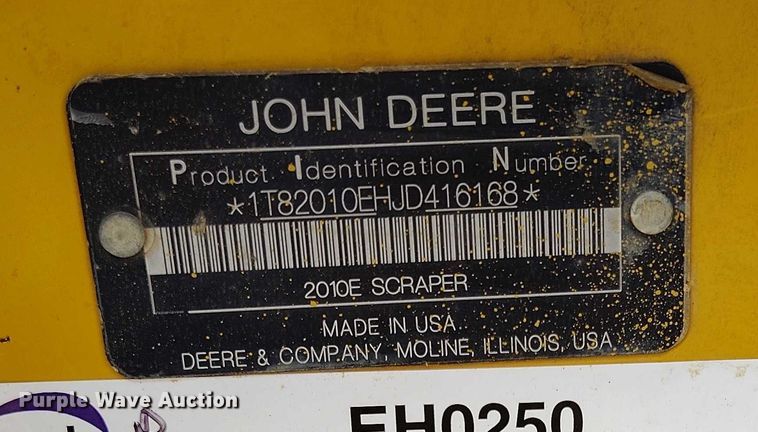 JOHN DEERE
Product Identification Number
*1T82010EHJD416168*
2010E SCRAPER
MADE IN USA
DEERE & COMPANY, MOLINE, ILLINOIS, USA
Purple Wave Auction
EH0250